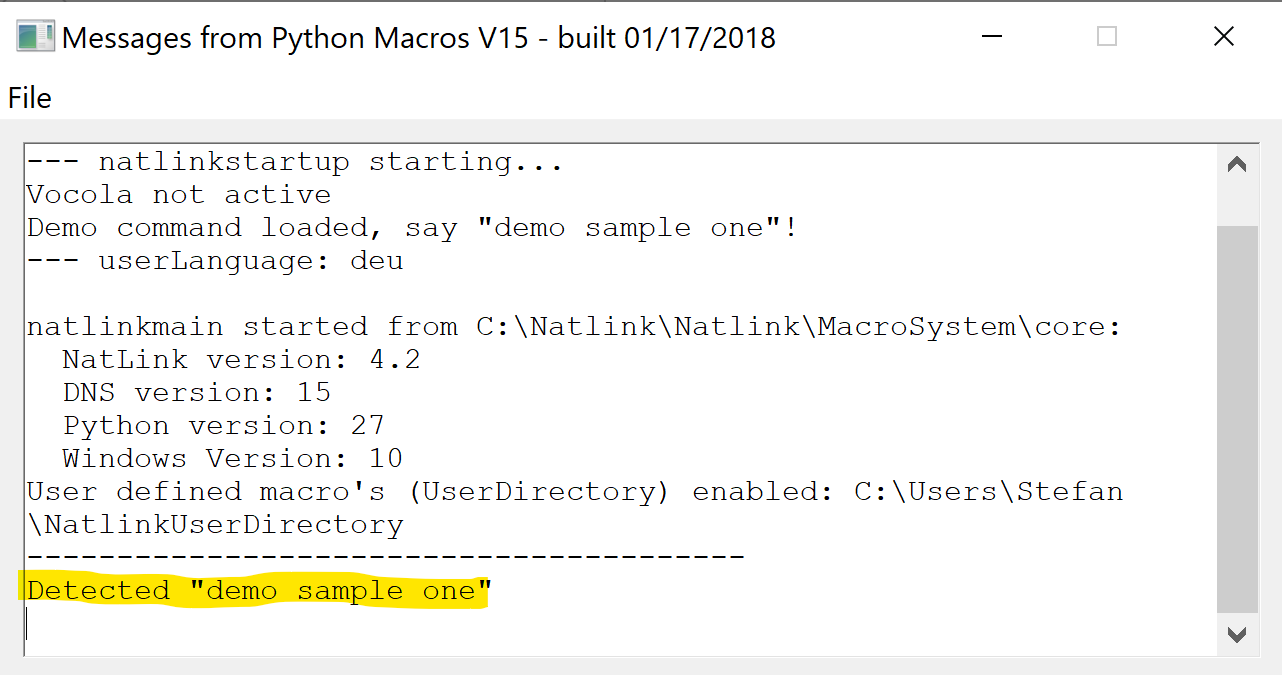 Messages from Python Macros V15 - built 01/17/2018
File
--- natlinkstartup starting...
Vocola not active
Demo command loaded, say "demo sample one"!
--- userLanguage: deu
natlinkmain started from C:\Natlink\Natlink\MacroSystem\core:
  NatLink version: 4.2
  DNS version: 15
  Python version: 27
  Windows Version: 10
User defined macro's (UserDirectory) enabled: C:\Users\Stefan
\NatlinkUserDirectory
----------------------------------------
Detected "demo sample one"